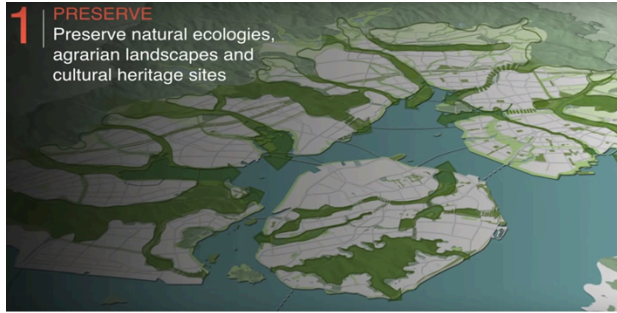 1
PRESERVE
Preserve natural ecologies,
agrarian landscapes and
cultural heritage sites